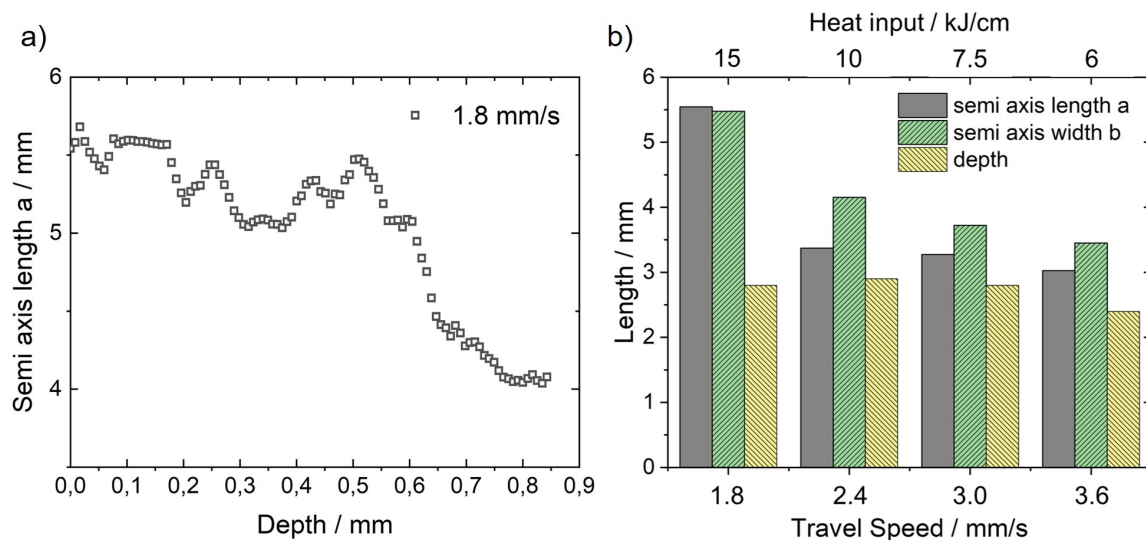 a)
Semi axis length a / mm
6
5
4
1.8 mm/s
0,0 0,1 0,2 0,3 0,4 0,5 0,6 0,7 0,8 0,9
Depth / mm
b)
Heat input / kJ/cm
15 10 7.5 6
Length / mm
6
5
4
3
2
1
0
semi axis length a
semi axis width b
depth
1.8 2.4 3.0 3.6
Travel Speed / mm/s